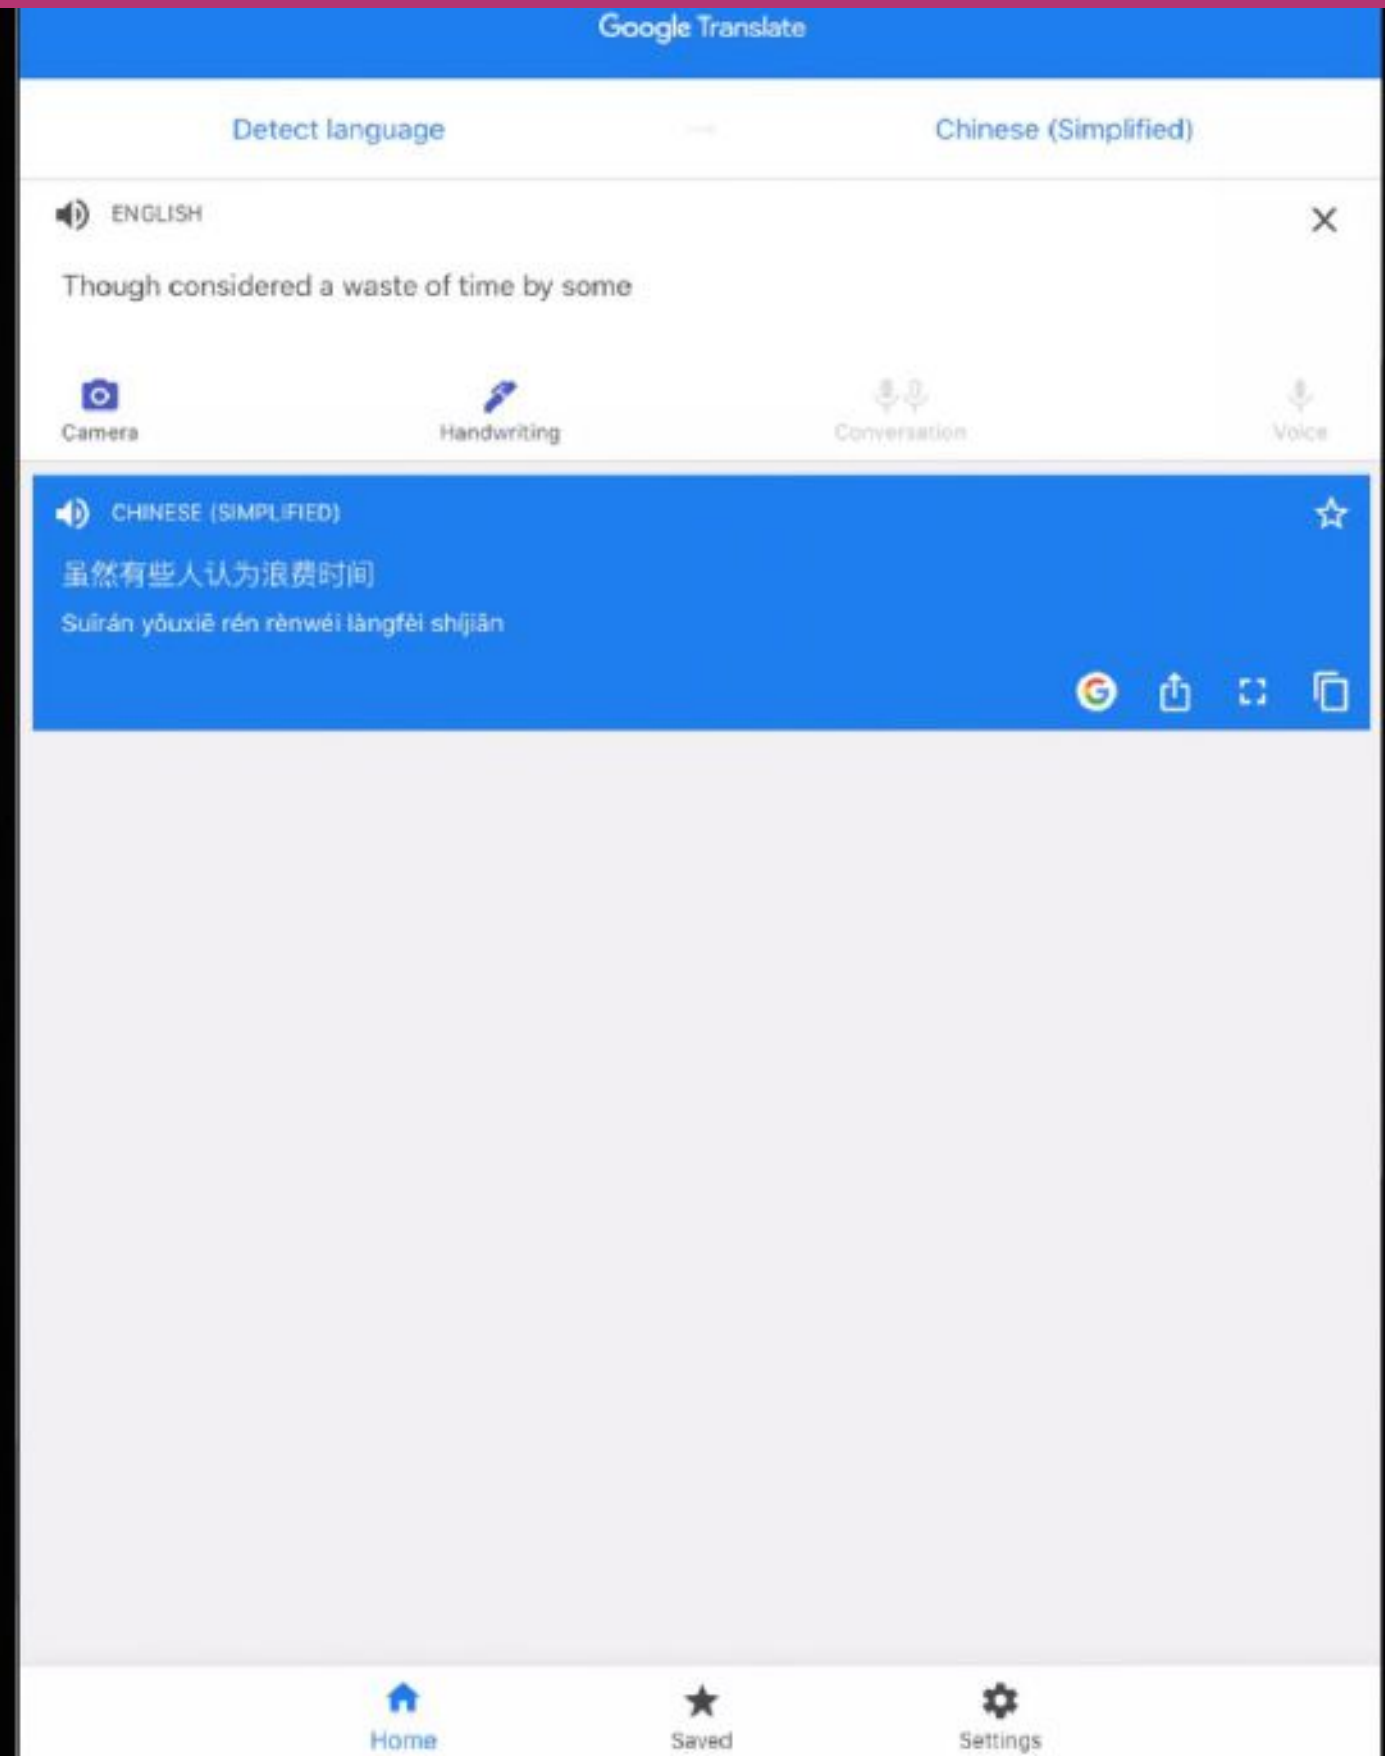 Google Translate
Detect language
Chinese (Simplified)
ENGLISH
Though considered a waste of time by some
Camera
Handwriting
Conversation
Voice
CHINESE (SIMPLIFIED)
虽然有些人认为浪费时间
Suīrán yǒuxiē rén rènwéi làngfèi shíjiān
Home
Saved
Settings